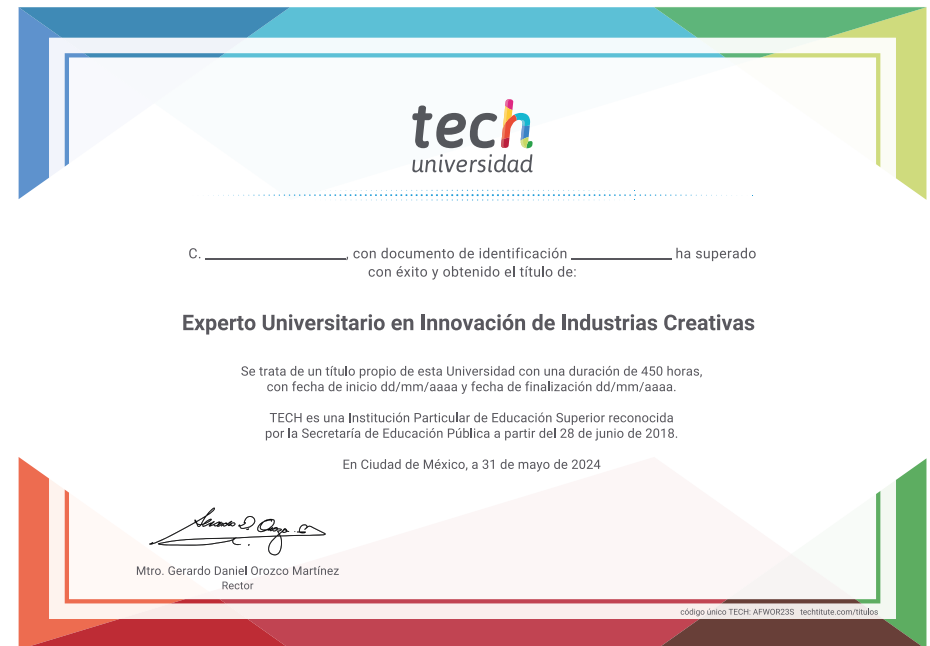 tech
universidad
C. __________________, con documento de identificación _____________ ha superado
con éxito y obtenido el título de:
Experto Universitario en Innovación de Industrias Creativas
Se trata de un título propio de esta Universidad con una duración de 450 horas,
con fecha de inicio dd/mm/aaaa y fecha de finalización dd/mm/aaaa.
TECH es una Institución Particular de Educación Superior reconocida
por la Secretaría de Educación Pública a partir del 28 de junio de 2018.
En Ciudad de México, a 31 de mayo de 2024
Mtro. Gerardo Daniel Orozco Martínez
Rector
código único TECH: AFWOR23S techtitute.com/titulos